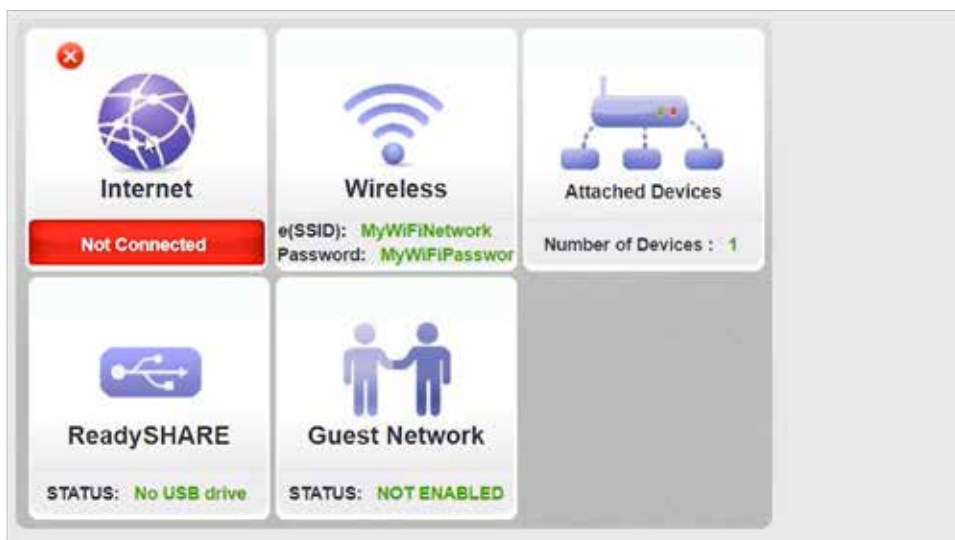 Internet
Not Connected
Wireless
e(SSID): MyWiFiNetwork
Password: MyWiFiPasswor
Attached Devices
Number of Devices : 1
ReadySHARE
STATUS: No USB drive
Guest Network
STATUS: NOT ENABLED